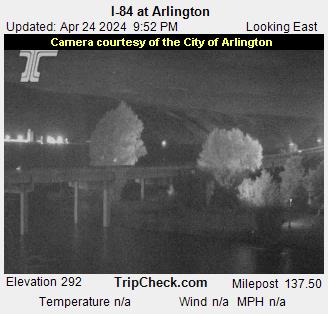 I-84 at Arlington
Updated: Apr 24 2024 9:52 PM Looking East
Camera courtesy of the City of Arlington
Elevation 292 TripCheck.com Milepost 137.50
Temperature n/a Wind n/a MPH n/a